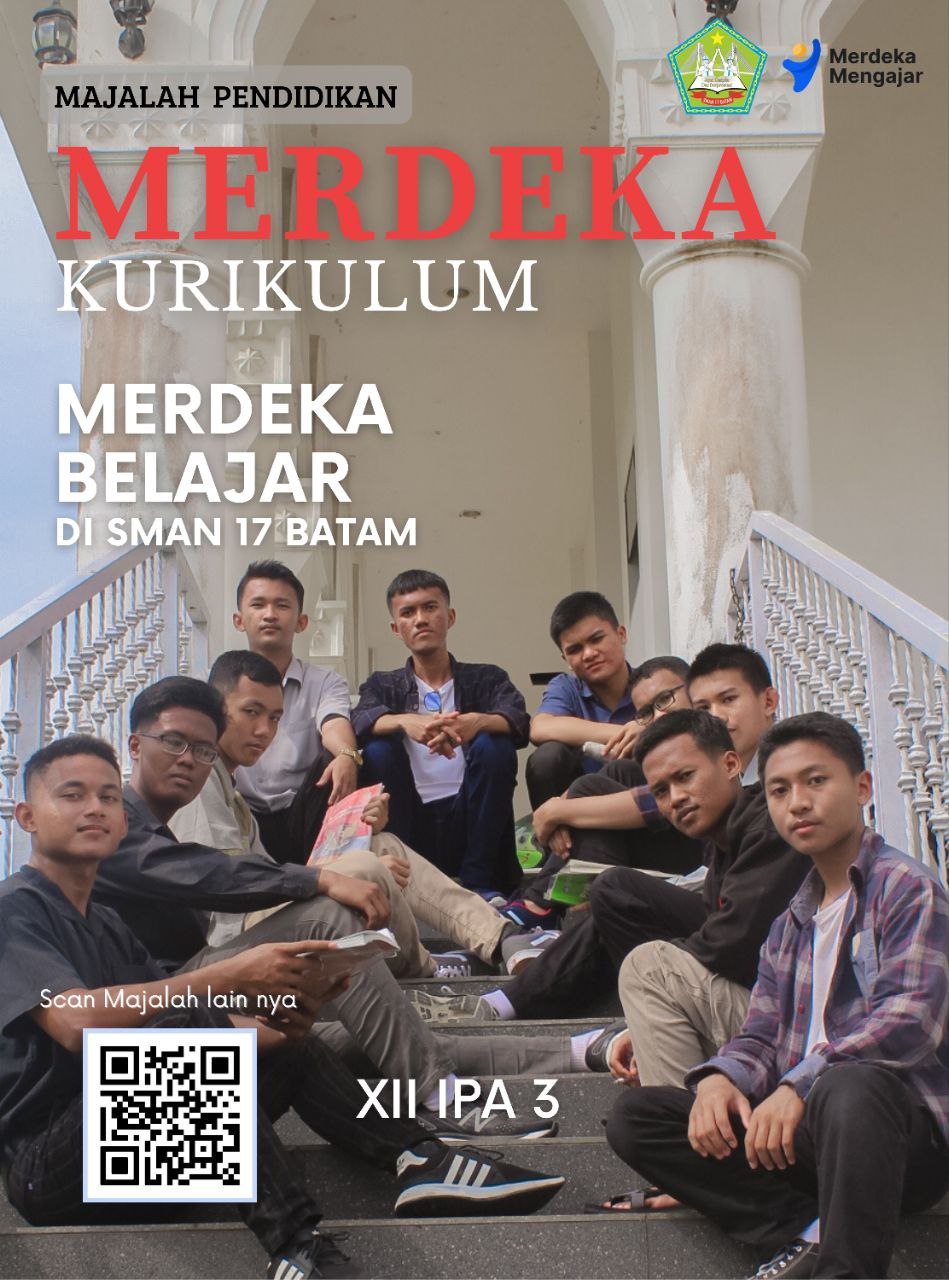 MAJALAH PENDIDIKAN
Merdeka
Mengajar
MERDEKA
KURIKULUM
MERDEKA
BELAJAR
DI SMAN 17 BATAM
Scan Majalah lain nya
XII IPA 3